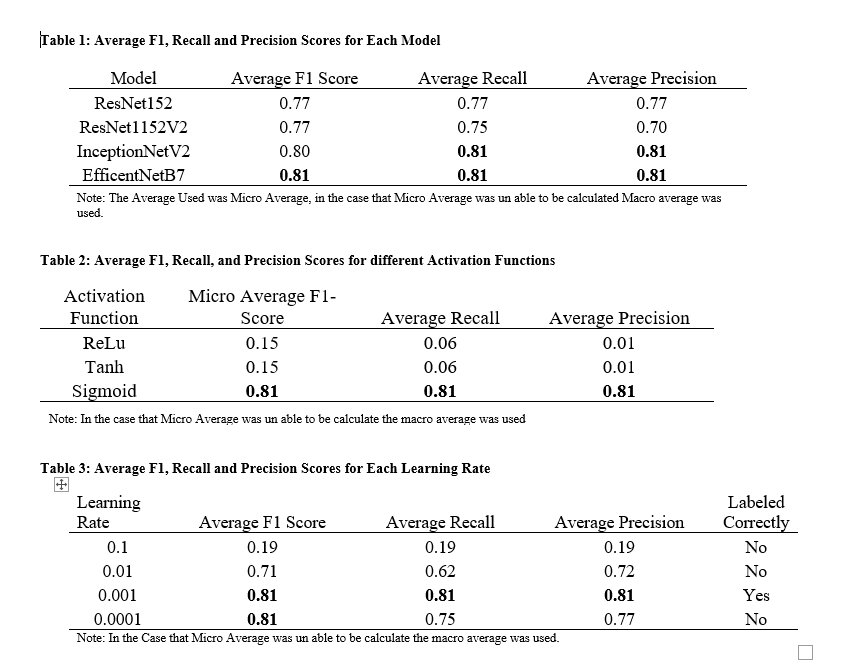 Table 1: Average F1, Recall and Precision Scores for Each Model
Model Average F1 Score Average Recall Average Precision
ResNet152 0.77 0.77 0.77
ResNet1152V2 0.77 0.75 0.70
InceptionNetV2 0.80 0.81 0.81
EfficentNetB7 0.81 0.81 0.81
Note: The Average Used was Micro Average, in the case that Micro Average was un able to be calculated Macro average was
used.
Table 2: Average F1, Recall, and Precision Scores for different Activation Functions
Activation Micro Average F1-
Function Score Average Recall Average Precision
ReLu 0.15 0.06 0.01
Tanh 0.15 0.06 0.01
Sigmoid 0.81 0.81 0.81
Note: In the case that Micro Average was un able to be calculate the macro average was used
Table 3: Average F1, Recall and Precision Scores for Each Learning Rate
Learning Labeled
Rate Average F1 Score Average Recall Average Precision Correctly
0.1 0.19 0.19 0.19 No
0.01 0.71 0.62 0.72 No
0.001 0.81 0.81 0.81 Yes
0.0001 0.81 0.75 0.77 No
Note: In the Case that Micro Average was un able to be calculate the macro average was used.